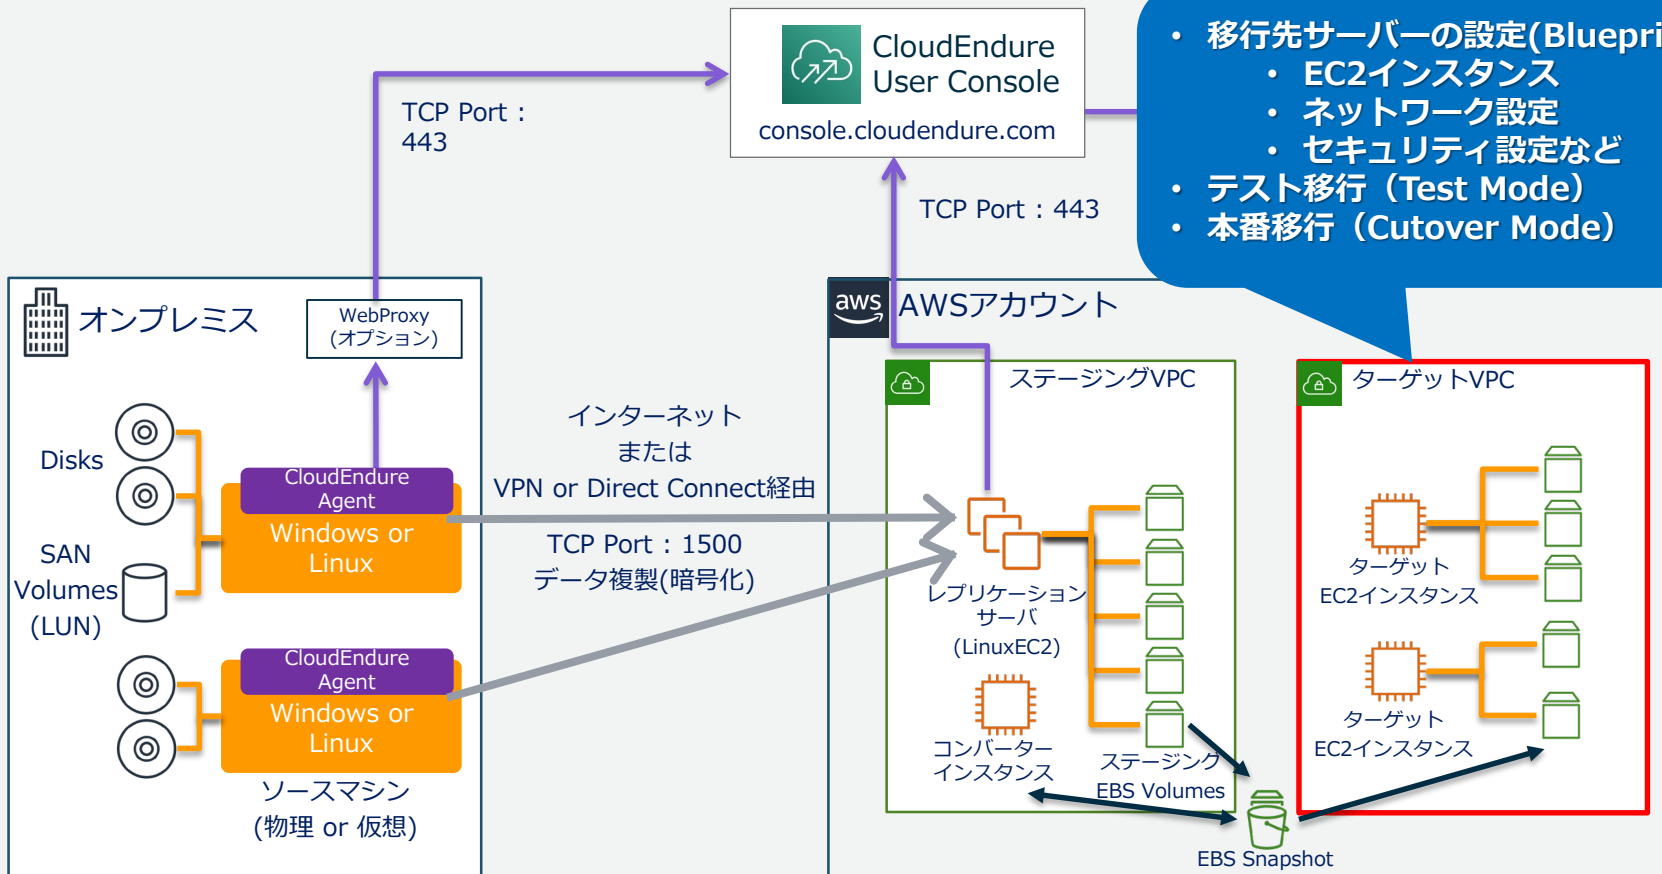 CloudEndure
User Console
console.cloudendure.com
• 移行先サーバーの設定(Bluepri
• EC2インスタンス
• ネットワーク設定
• セキュリティ設定など
• テスト移行（Test Mode）
• 本番移行（Cutover Mode）
TCP Port :
443
TCP Port : 443
オンプレミス
WebProxy
(オプション)
Disks
SAN
Volumes
(LUN)
CloudEndure
Agent
Windows or
Linux
CloudEndure
Agent
Windows or
Linux
ソースマシン
(物理 or 仮想)
インターネット
または
VPN or Direct Connect経由
TCP Port : 1500
データ複製(暗号化)
aws
AWSアカウント
ステージングVPC
レプリケーション
サーバ
(LinuxEC2)
コンバーター
インスタンス
ステージング
EBS Volumes
EBS Snapshot
ターゲットVPC
ターゲット
EC2インスタンス
ターゲット
EC2インスタンス